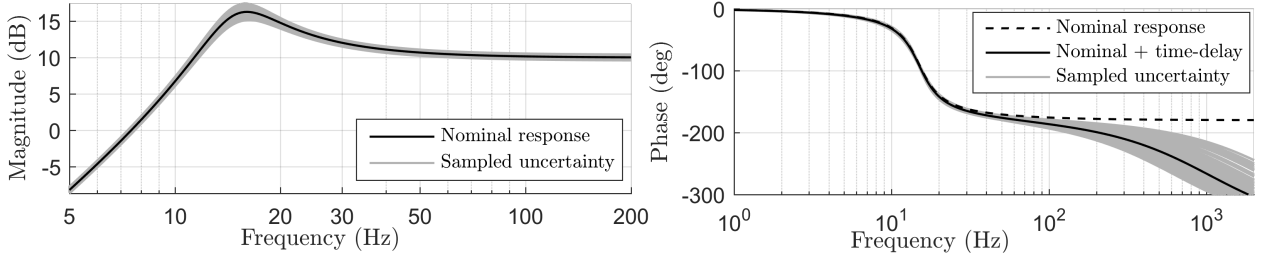 Magnitude (dB)
15
10
5
0
-5
5 10 20 30 50 100 200
Frequency (Hz)
Nominal response
Sampled uncertainty
Phase (deg)
0
-100
-200
-300
10^0 10^1 10^2 10^3
Frequency (Hz)
Nominal response
Nominal + time-delay
Sampled uncertainty